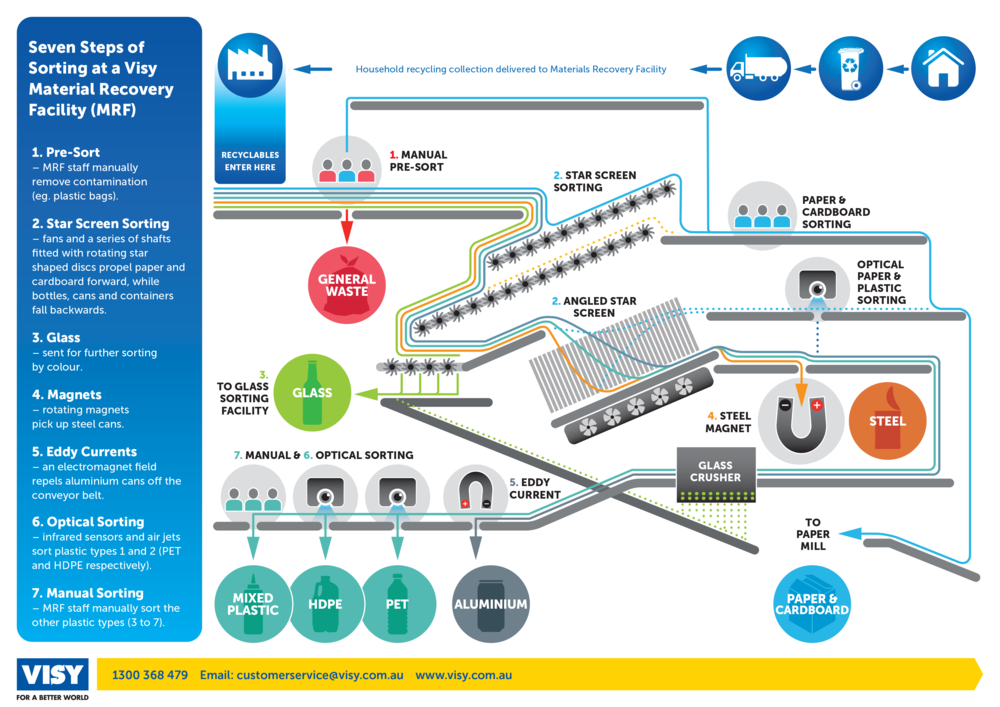 Seven Steps of
Sorting at a Visy
Material Recovery
Facility (MRF)
1. Pre-Sort
– MRF staff manually
remove contamination
(eg. plastic bags).
2. Star Screen Sorting
– fans and a series of shafts
fitted with rotating star
shaped discs propel paper and
cardboard forward, while
bottles, cans and containers
fall backwards.
3. Glass
– sent for further sorting
by colour.
4. Magnets
– rotating magnets
pick up steel cans.
5. Eddy Currents
– an electromagnet field
repels aluminium cans off the
conveyor belt.
6. Optical Sorting
– infrared sensors and air jets
sort plastic types 1 and 2 (PET
and HDPE respectively).
7. Manual Sorting
– MRF staff manually sort the
other plastic types (3 to 7).
Household recycling collection delivered to Materials Recovery Facility
RECYCLABLES
ENTER HERE
1. MANUAL
PRE-SORT
2. STAR SCREEN
SORTING
PAPER &
CARDBOARD
SORTING
GENERAL
WASTE
OPTICAL
PAPER &
PLASTIC
SORTING
2. ANGLED STAR
SCREEN
3.
TO GLASS
SORTING
FACILITY
GLASS
4. STEEL
MAGNET
STEEL
7. MANUAL & 6. OPTICAL SORTING
5. EDDY
CURRENT
GLASS
CRUSHER
TO
PAPER
MILL
MIXED
PLASTIC
HDPE
PET
ALUMINIUM
PAPER &
CARDBOARD
VISY
FOR A BETTER WORLD
1300 368 479 Email: customerservice@visy.com.au www.visy.com.au